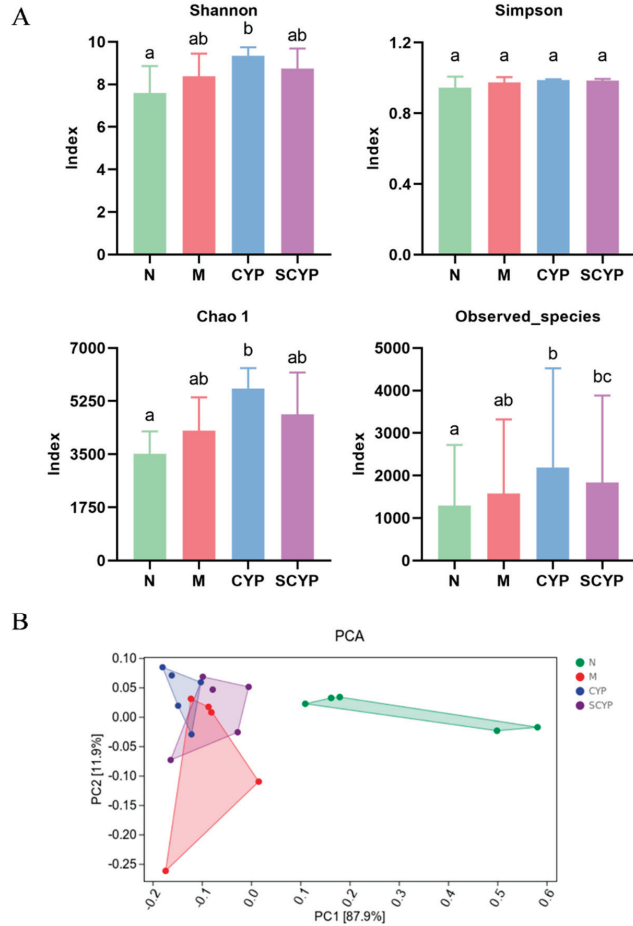 A
Shannon
10
8
6
4
2
0
Index
a
ab
b
ab
N M CYP SCYP
Simpson
1.2
0.8
0.4
0.0
Index
a
a
a
a
N M CYP SCYP
Chao 1
7000
5250
3500
1750
0
Index
a
ab
b
ab
N M CYP SCYP
Observed_species
5000
4000
3000
2000
1000
0
Index
a
ab
b
bc
N M CYP SCYP
B
PCA
0.10
0.05
0.00
-0.05
-0.10
-0.15
-0.20
-0.25
PC2 [11.9%]
-0.2
-0.1
0.0
0.1
0.2
0.3
0.4
0.5
0.6
PC1 [87.9%]
N
M
CYP
SCYP